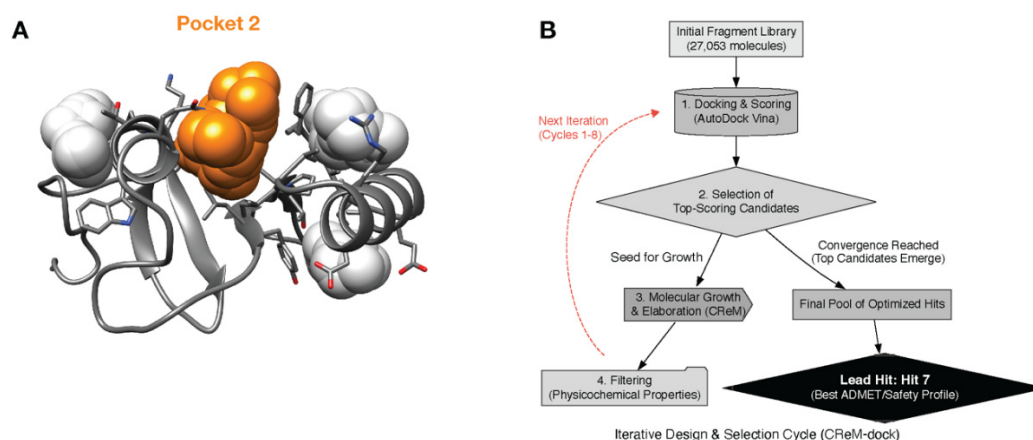 A
Pocket 2
B
Initial Fragment Library
(27,053 molecules)
1. Docking & Scoring
(AutoDock Vina)
Next Iteration
(Cycles 1-8)
2. Selection of
Top-Scoring Candidates
Seed for Growth
Convergence Reached
(Top Candidates Emerge)
3. Molecular Growth
& Elaboration (CReM)
Final Pool of Optimized Hits
4. Filtering
(Physicochemical Properties)
Lead Hit: Hit 7
(Best ADMET/Safety Profile)
Iterative Design & Selection Cycle (CReM-dock)